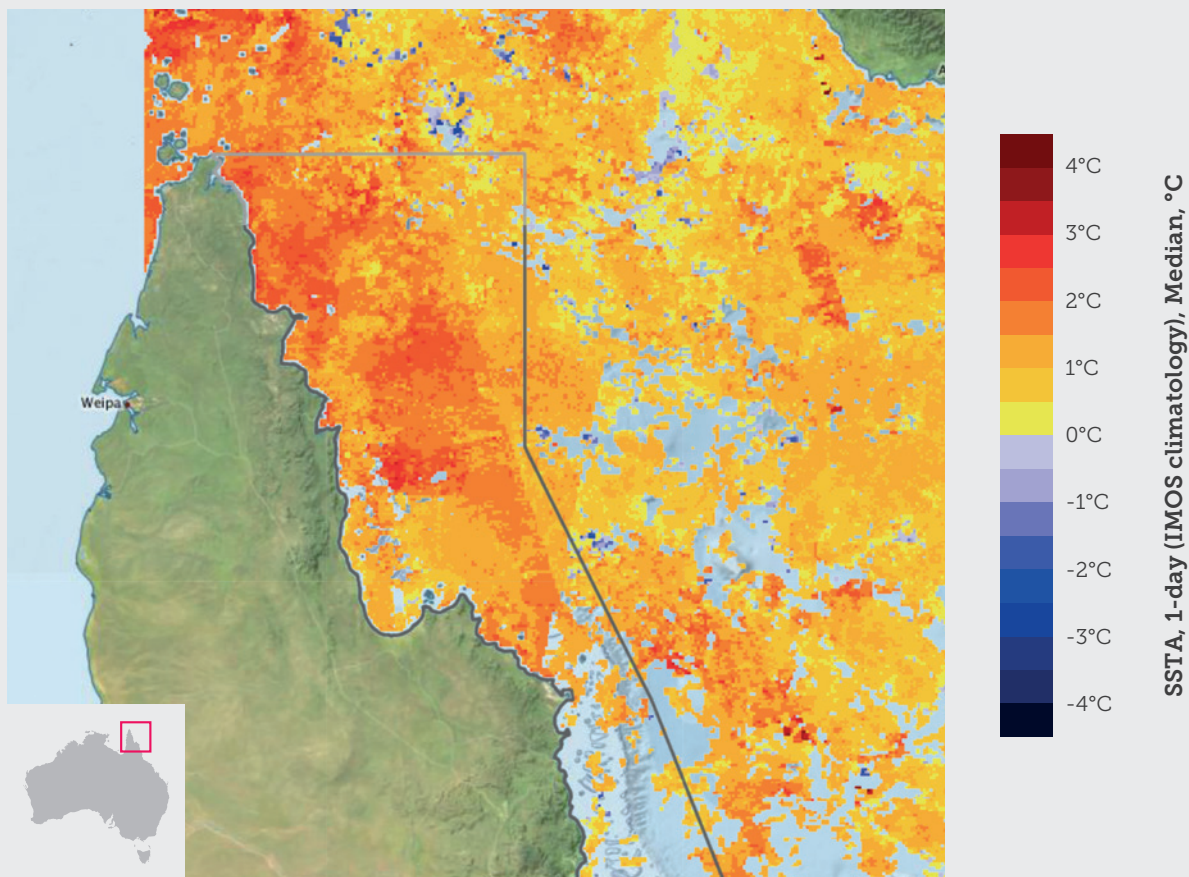 A
Weipa
4°C
3°C
2°C
1°C
0°C
-1°C
-2°C
-3°C
-4°C
SSTA, 1-day (IMOS climatology), Median, °C